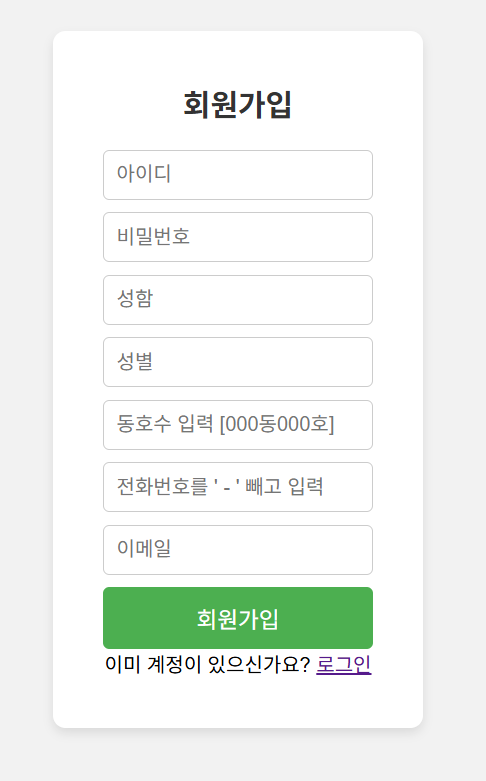 회원가입
아이디
비밀번호
성함
성별
동호수 입력 [000동000호]
전화번호를 ' - ' 빼고 입력
이메일
회원가입
이미 계정이 있으신가요? 로그인